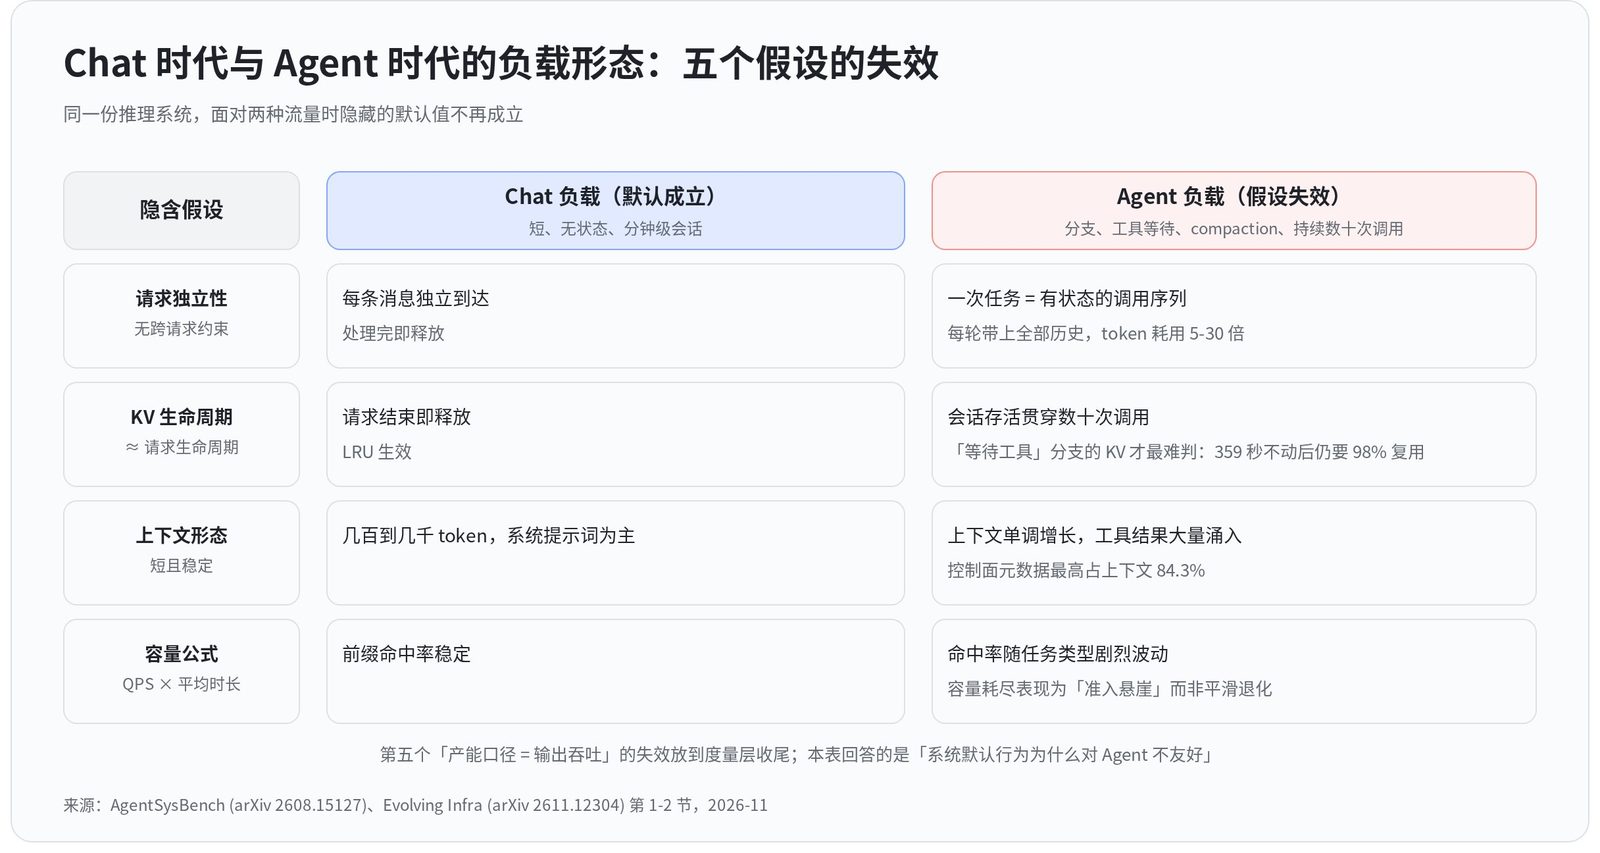 Chat 时代与 Agent 时代的负载形态：五个假设的失效
同一份推理系统，面对两种流量时隐藏的默认值不再成立
隐含假设
Chat 负载（默认成立）
短、无状态、分钟级会话
Agent 负载（假设失效）
分支、工具等待、compaction、持续数十次调用
请求独立性
无跨请求约束
每条消息独立到达
处理完即释放
一次任务 = 有状态的调用序列
每轮带上全部历史，token 耗用 5-30 倍
KV 生命周期
≈ 请求生命周期
请求结束即释放
LRU 生效
会话存活贯穿数十次调用
「等待工具」分支的 KV 才最难判：359 秒不动后仍要 98% 复用
上下文形态
短且稳定
几百到几千 token，系统提示词为主
上下文单调增长，工具结果大量涌入
控制面元数据最高占上下文 84.3%
容量公式
QPS × 平均时长
前缀命中率稳定
命中率随任务类型剧烈波动
容量耗尽表现为「准入悬崖」而非平滑退化
第五个「产能口径 = 输出吞吐」的失效放到度量层收尾；本表回答的是「系统默认行为为什么对 Agent 不友好」
来源：AgentSysBench (arXiv 2608.15127)、Evolving Infra (arXiv 2611.12304) 第 1-2 节，2026-11